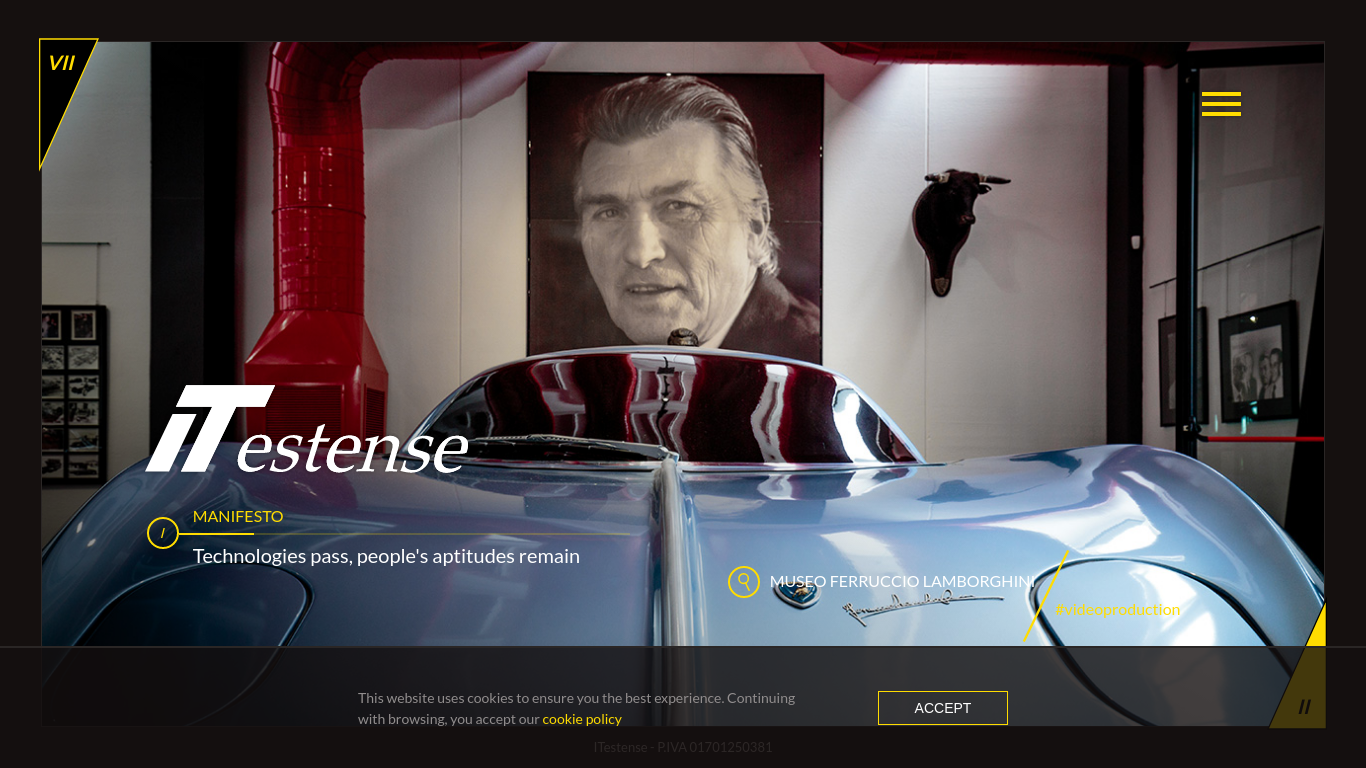 VII
iTestense
I
MANIFESTO
Technologies pass, people's aptitudes remain
MUSEO FERRUCCIO LAMBORGHINI
#videoproduction
This website uses cookies to ensure you the best experience. Continuing
with browsing, you accept our cookie policy
ACCEPT
II
ITestense - P.IVA 01701250381